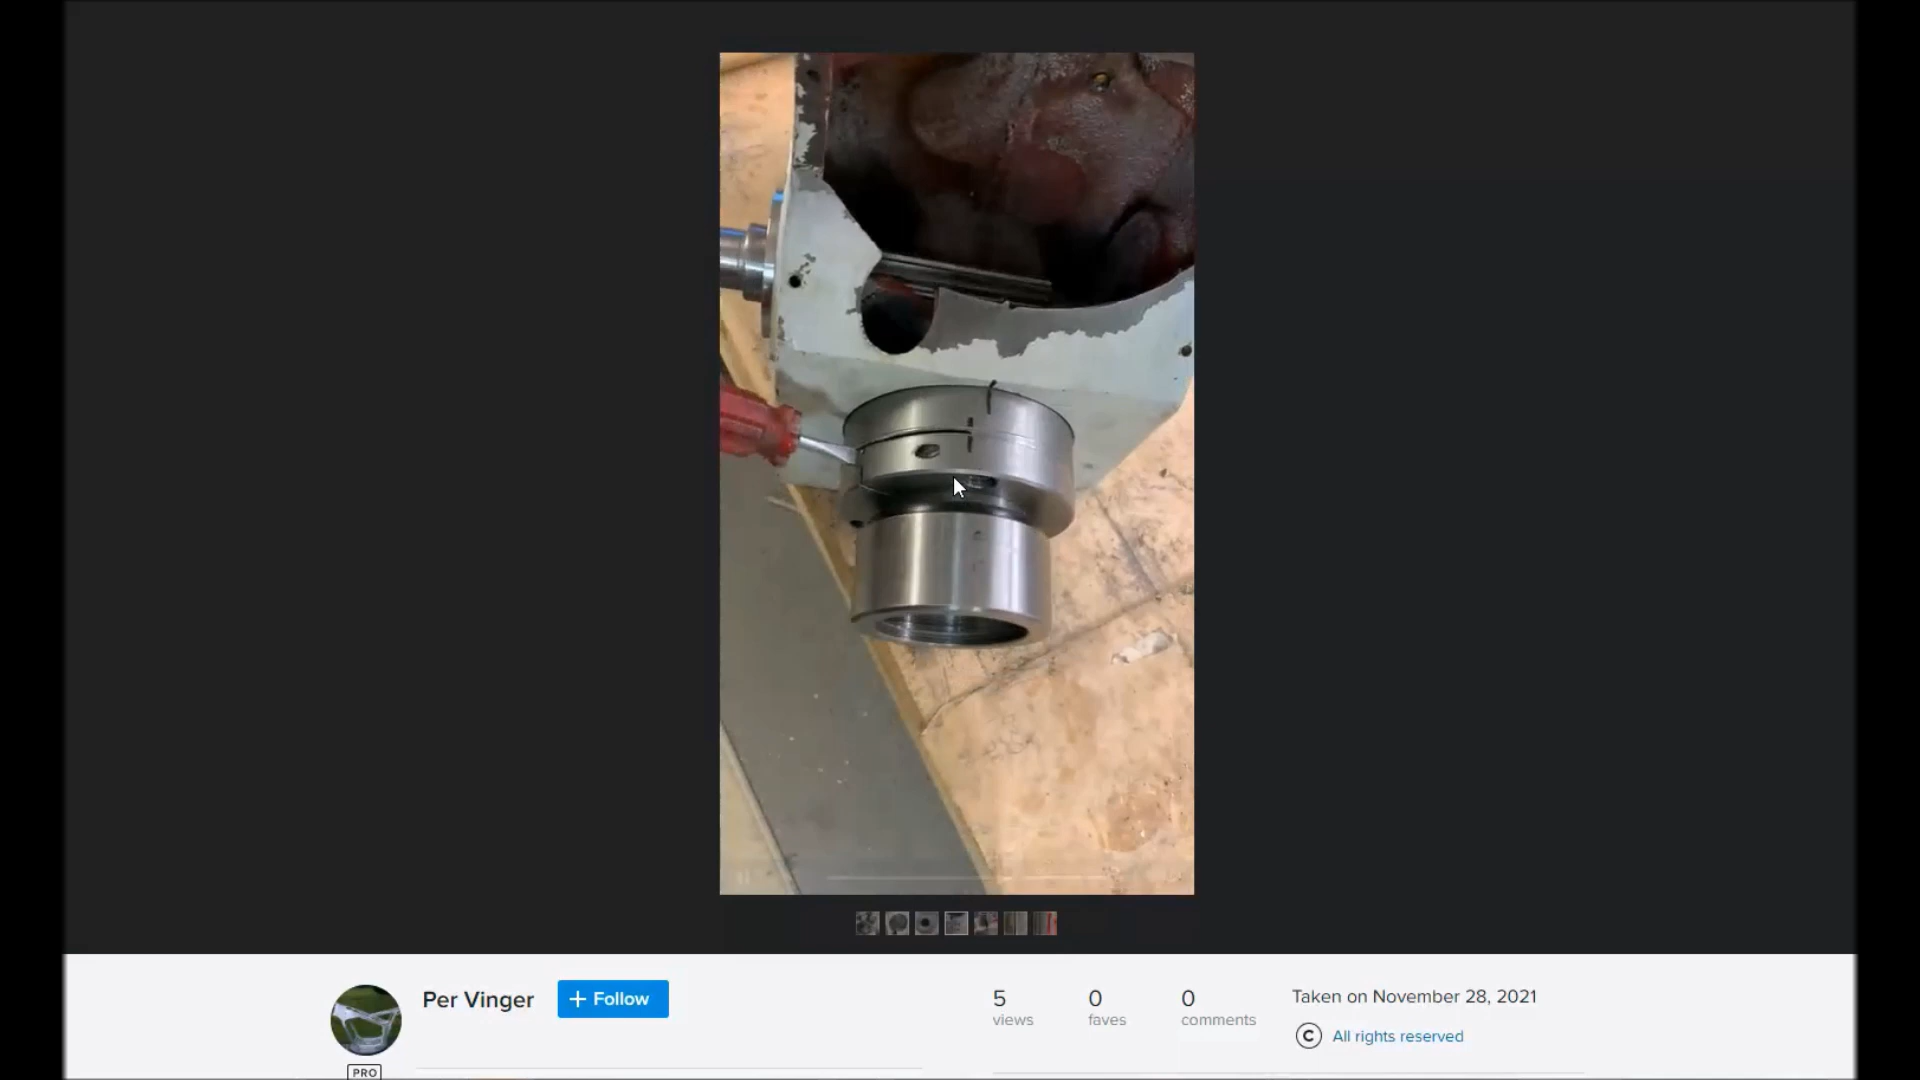 Per Vinger
+ Follow
PRO
5
views
0
faves
0
comments
Taken on November 28, 2021
C All rights reserved